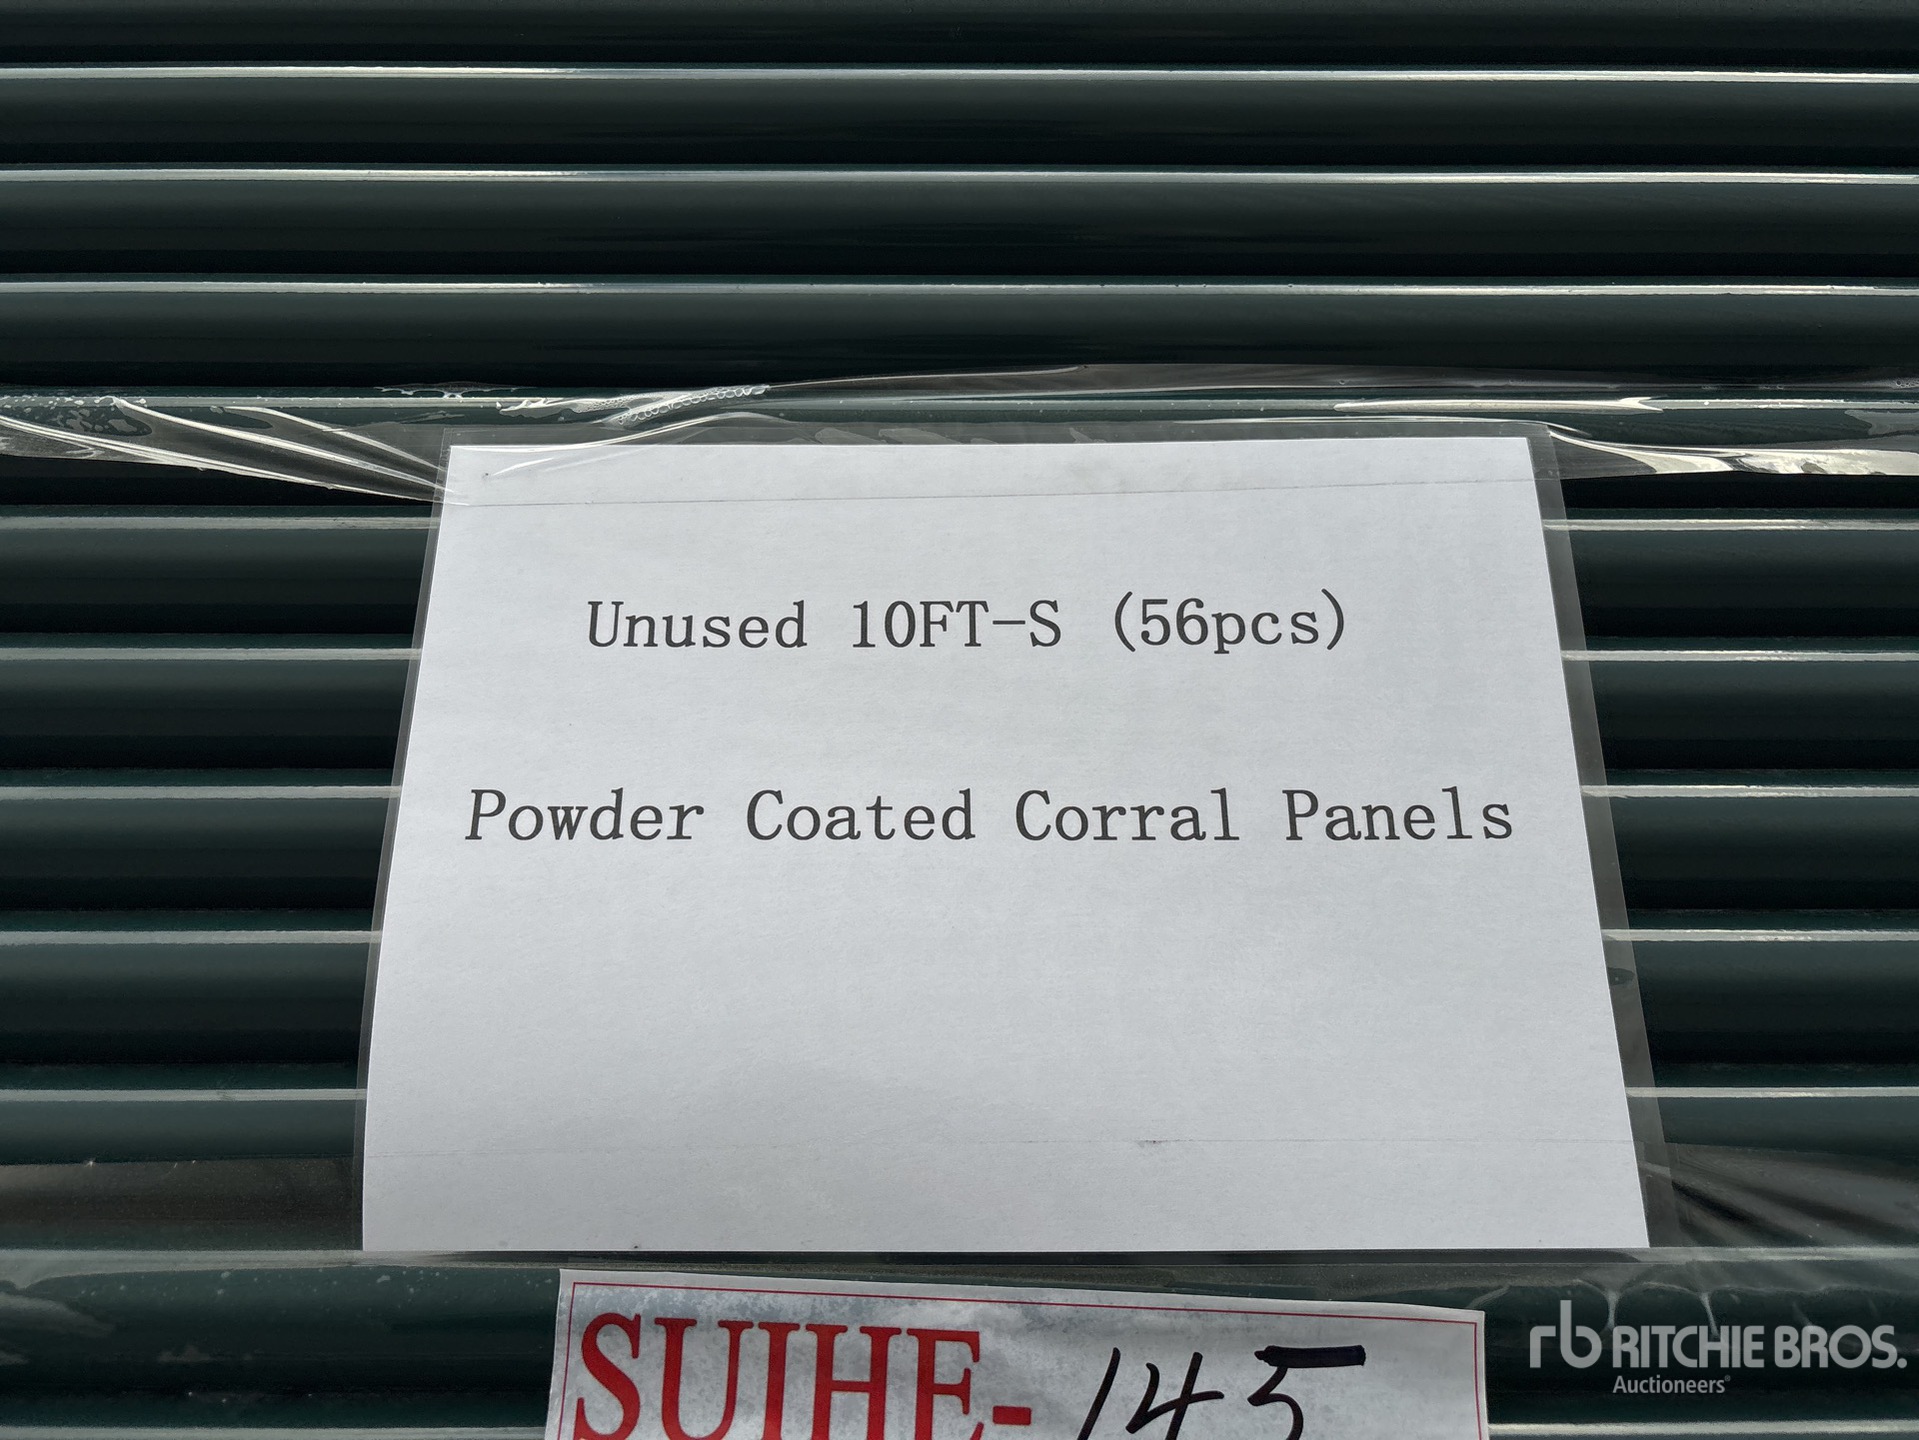 Unused 10FT-S (56pcs)
Powder Coated Corral Panels
SUIHE-145
rb RITCHIE BROS.
Auctioneers®